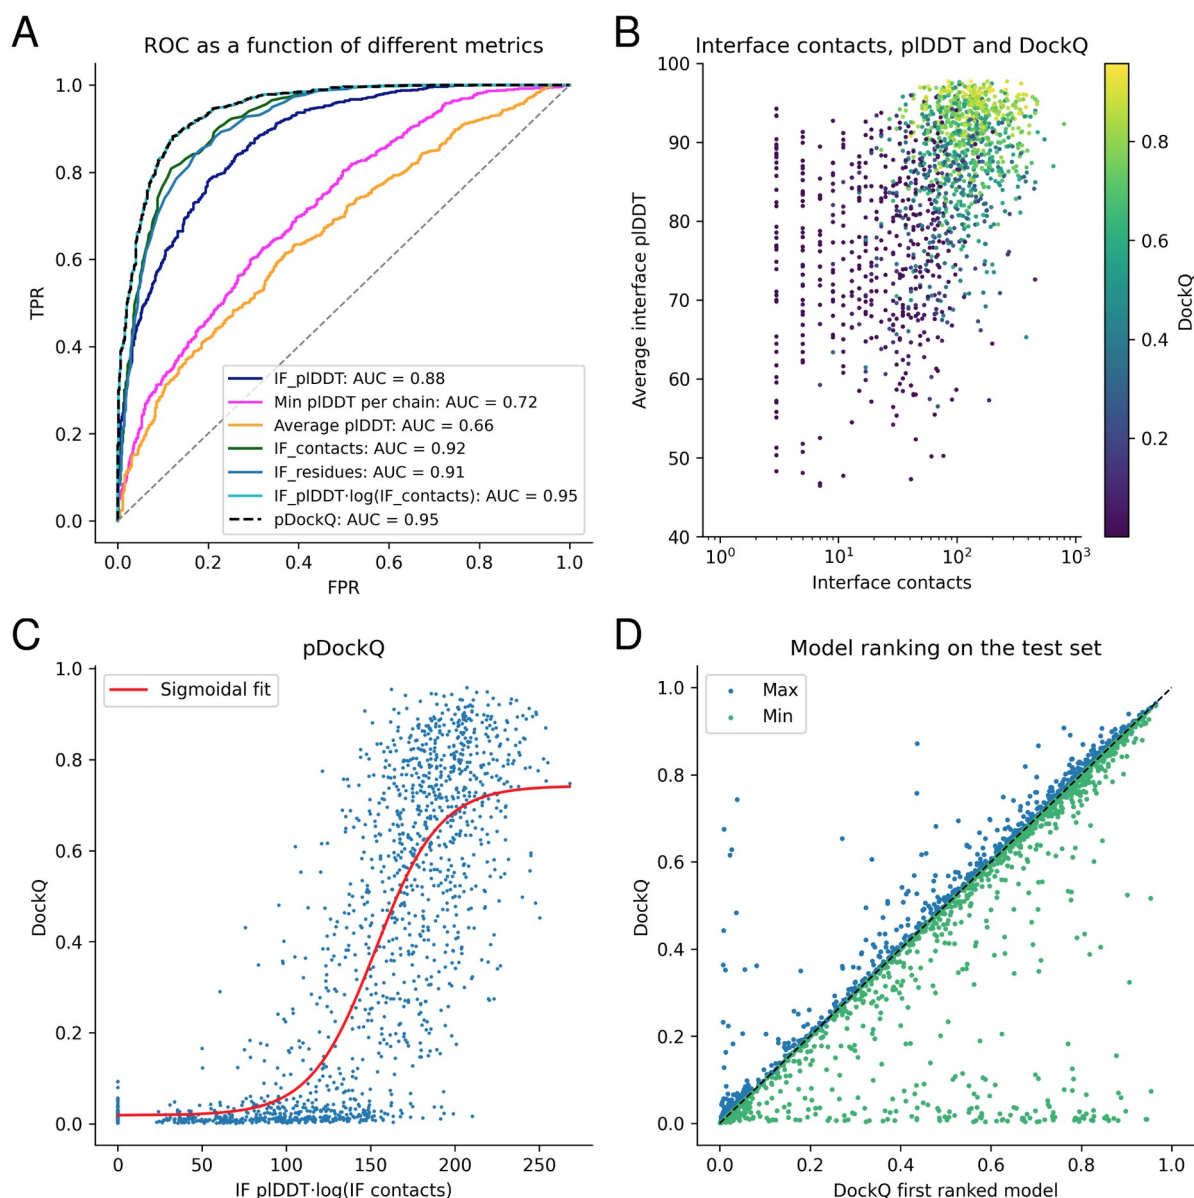 A
ROC as a function of different metrics
1.0
0.8
0.6
0.4
0.2
0.0
TPR
0.0 0.2 0.4 0.6 0.8 1.0
FPR
IF_plDDT: AUC = 0.88
Min plDDT per chain: AUC = 0.72
Average plDDT: AUC = 0.66
IF_contacts: AUC = 0.92
IF_residues: AUC = 0.91
IF_plDDT·log(IF_contacts): AUC = 0.95
pDockQ: AUC = 0.95
B
Interface contacts, plDDT and DockQ
100
90
80
70
60
50
40
Average interface plDDT
10⁰ 10¹ 10² 10³
Interface contacts
0.8
0.6
0.4
0.2
DockQ
C
pDockQ
Sigmoidal fit
1.0
0.8
0.6
0.4
0.2
0.0
DockQ
0 50 100 150 200 250
IF plDDT·log(IF contacts)
D
Model ranking on the test set
Max
Min
1.0
0.8
0.6
0.4
0.2
0.0
DockQ
0.0 0.2 0.4 0.6 0.8 1.0
DockQ first ranked model